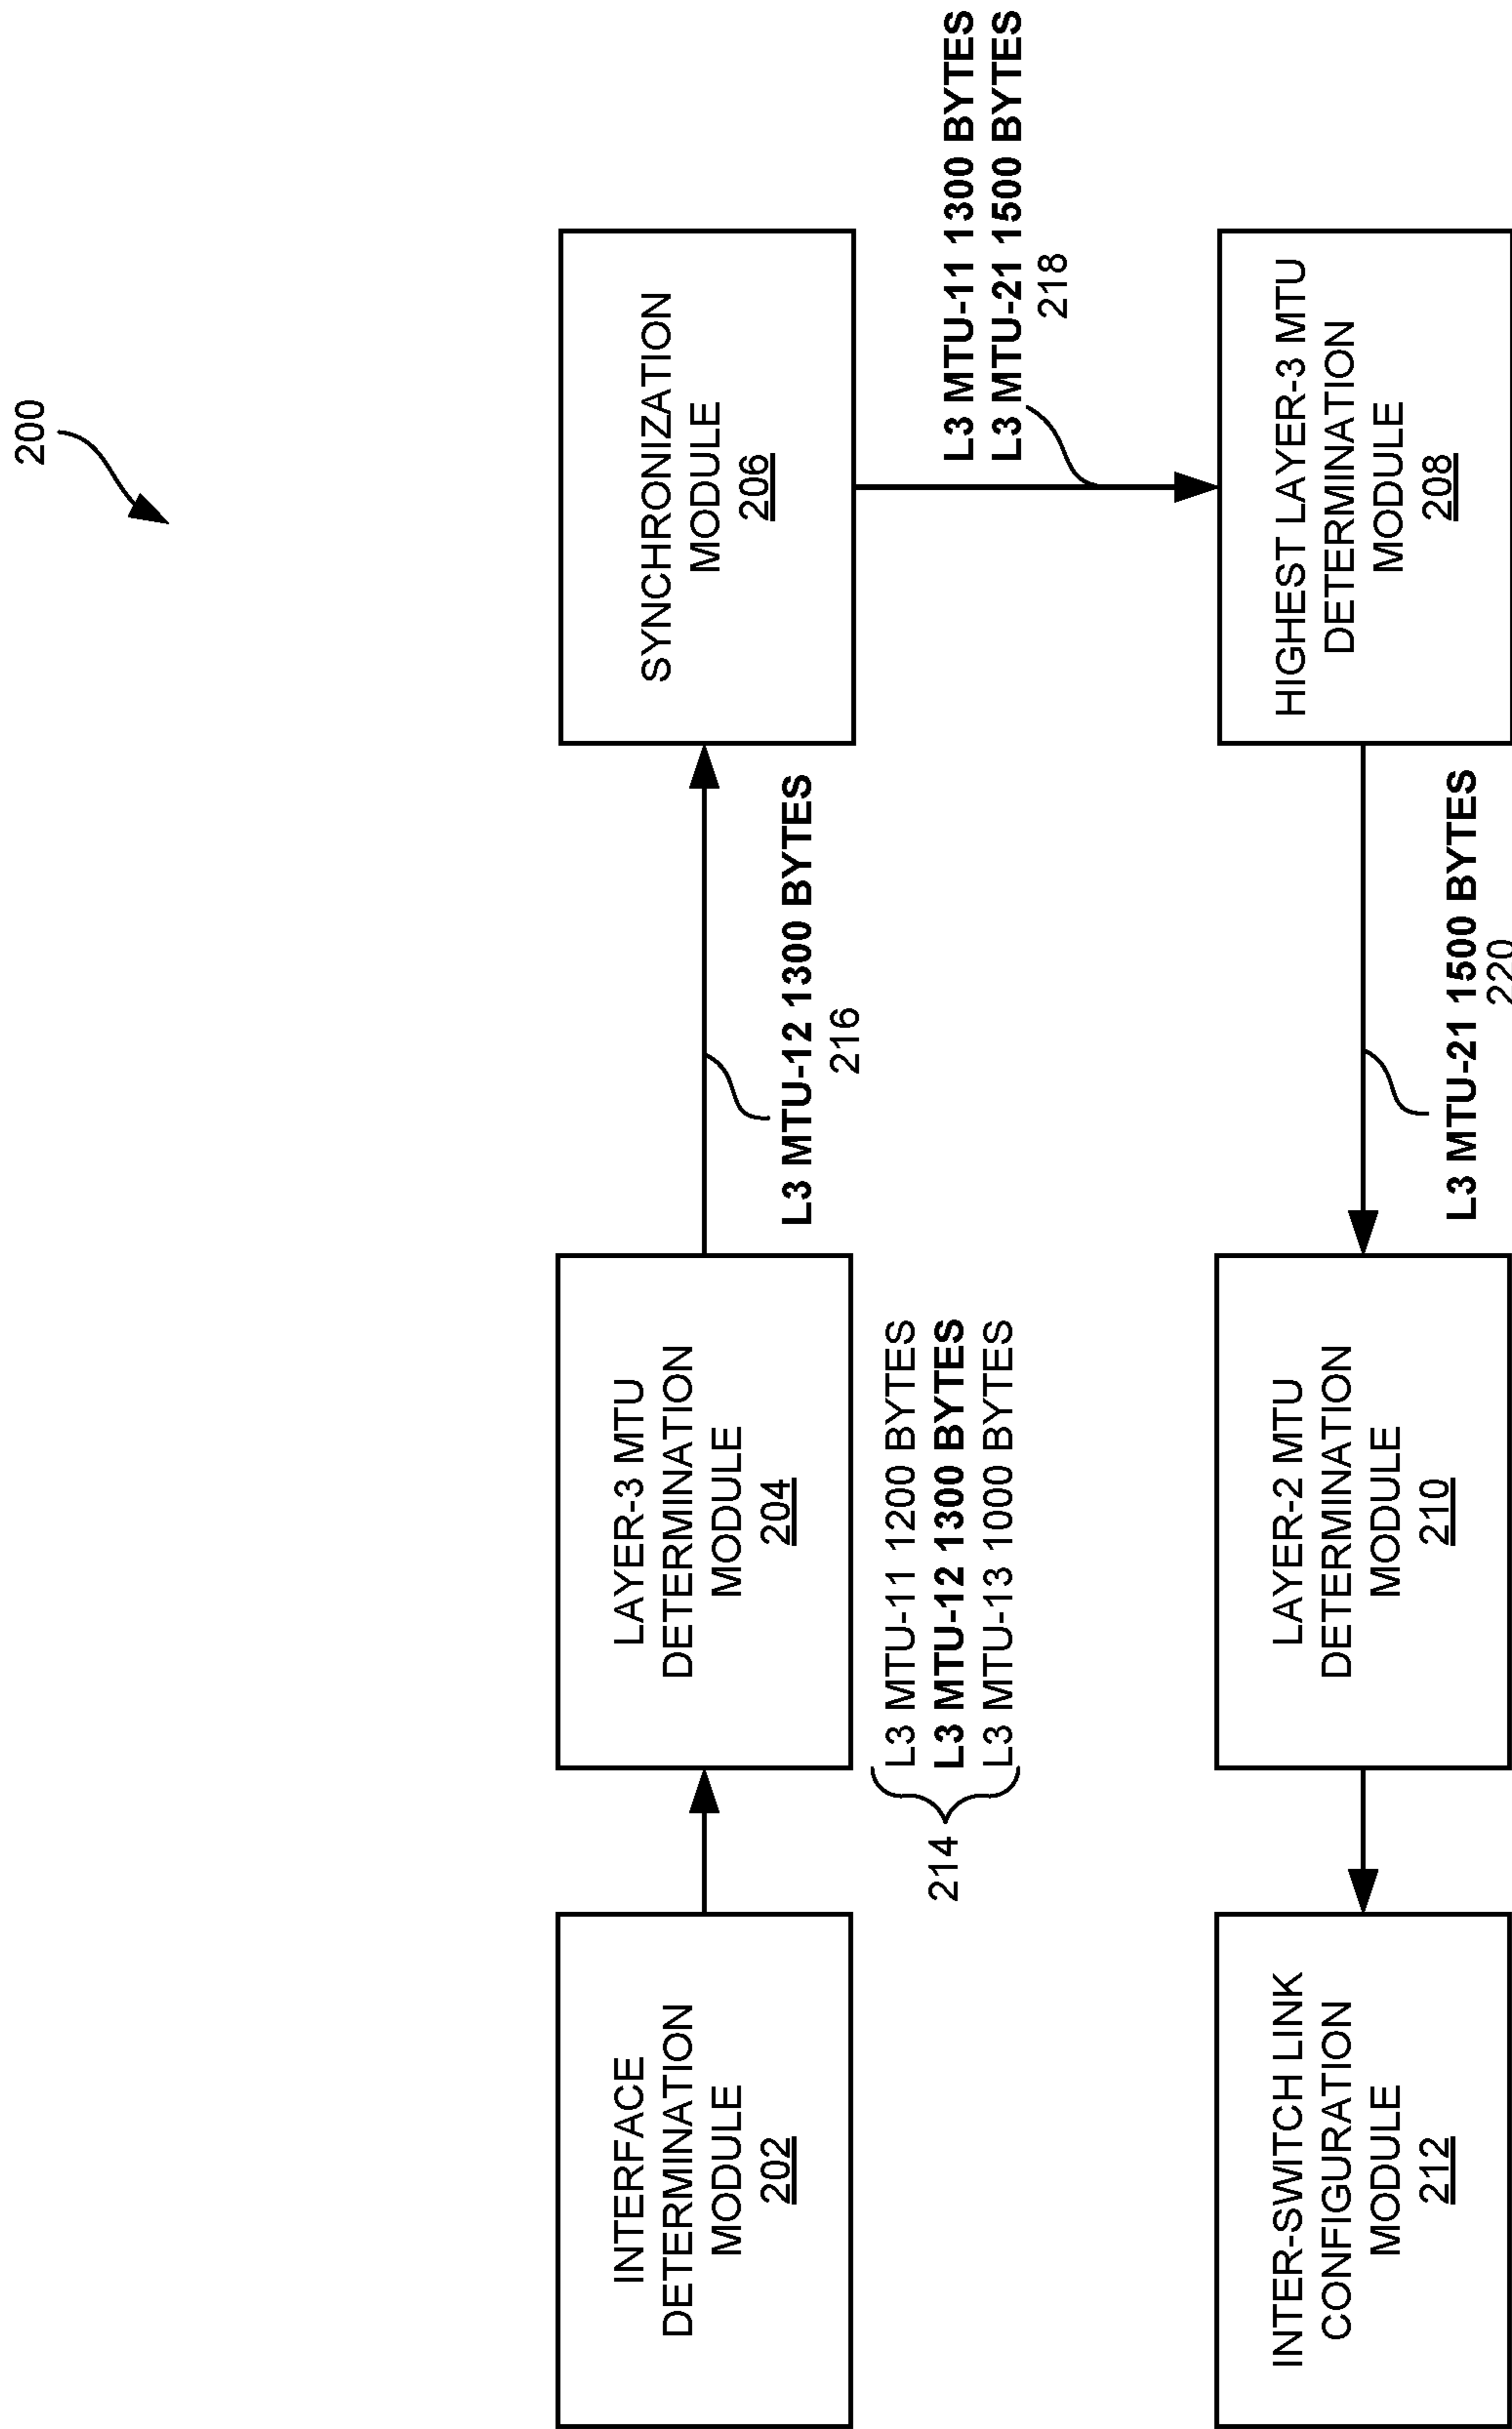 200
INTERFACE
DETERMINATION
MODULE
202
LAYER-3 MTU
DETERMINATION
MODULE
204
214
L3 MTU-11 1200 BYTES
L3 MTU-12 1300 BYTES
L3 MTU-13 1000 BYTES
L3 MTU-12 1300 BYTES
216
SYNCHRONIZATION
MODULE
206
L3 MTU-11 1300 BYTES
L3 MTU-21 1500 BYTES
218
HIGHEST LAYER-3 MTU
DETERMINATION
MODULE
208
L3 MTU-21 1500 BYTES
220
LAYER-2 MTU
DETERMINATION
MODULE
210
INTER-SWITCH LINK
CONFIGURATION
MODULE
212